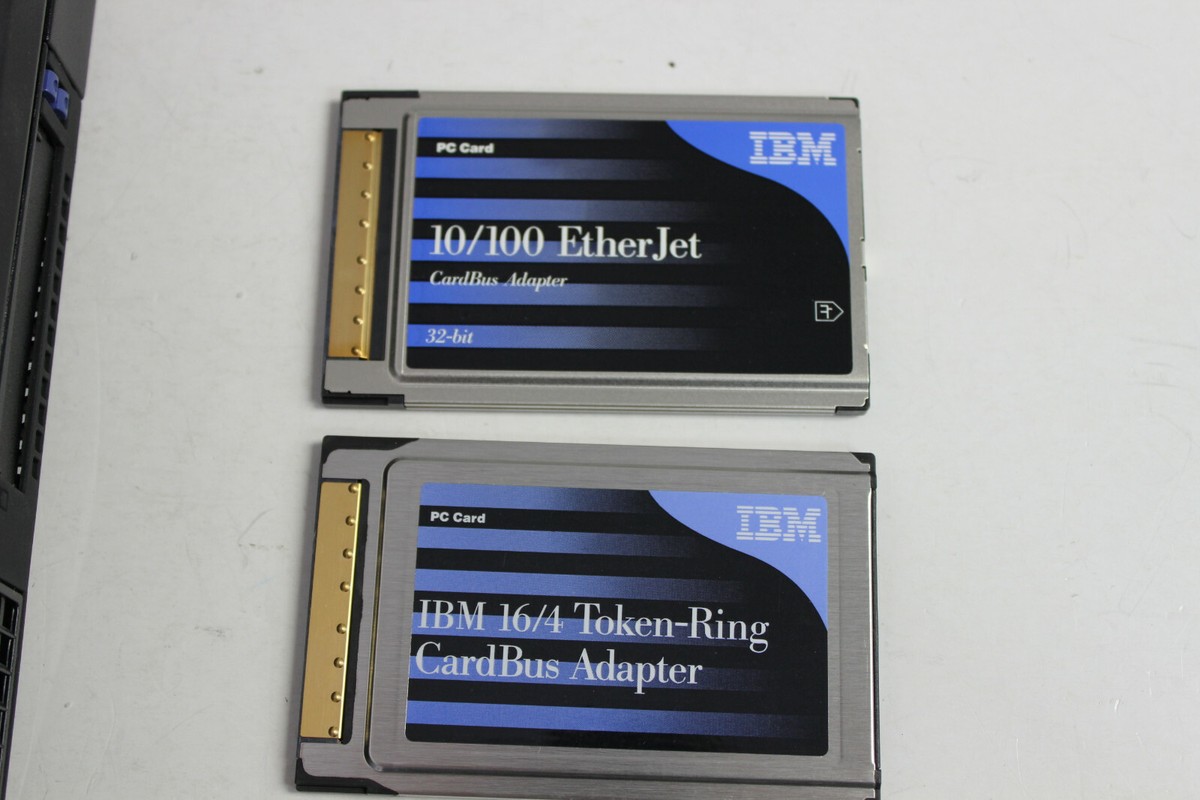 PC Card
IBM
10/100 EtherJet
CardBus Adapter
32-bit
PC Card
IBM
IBM 16/4 Token-Ring
CardBus Adapter